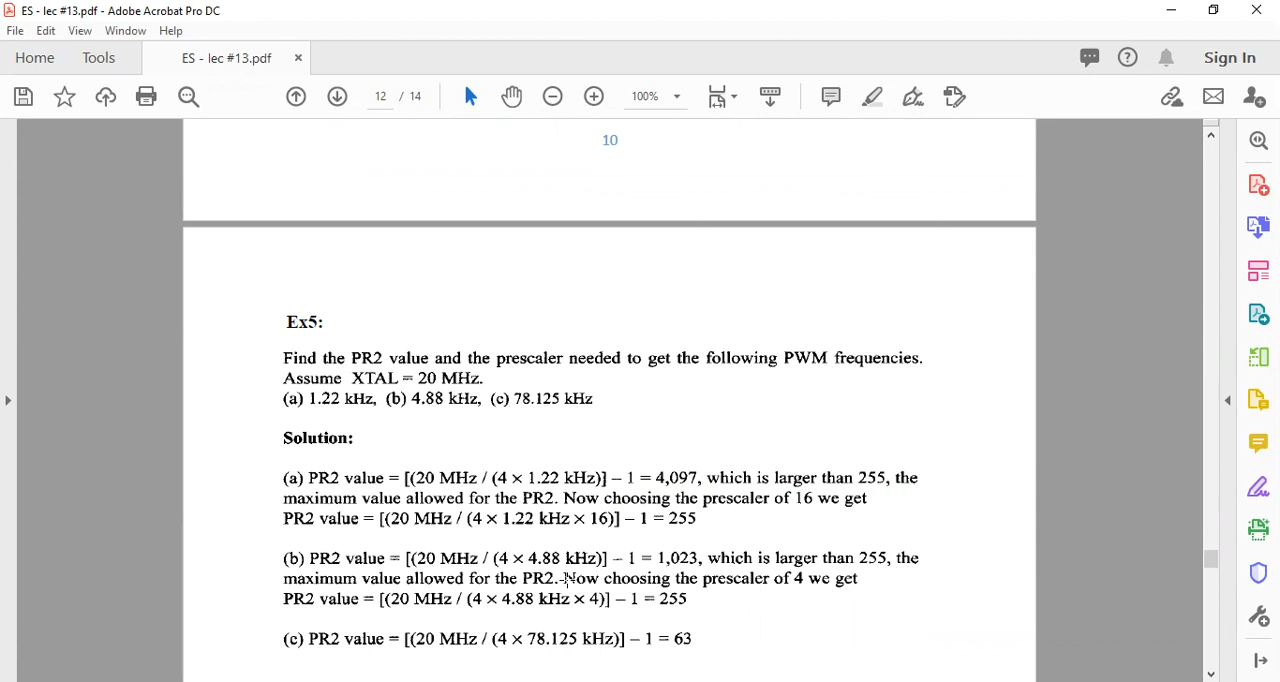 ES - lec #13.pdf - Adobe Acrobat Pro DC
File Edit View Window Help
Home Tools ES - lec #13.pdf × Sign In
12 / 14 100%
10
Ex5:
Find the PR2 value and the prescaler needed to get the following PWM frequencies.
Assume XTAL = 20 MHz.
(a) 1.22 kHz, (b) 4.88 kHz, (c) 78.125 kHz
Solution:
(a) PR2 value = [(20 MHz / (4 × 1.22 kHz)] – 1 = 4,097, which is larger than 255, the
maximum value allowed for the PR2. Now choosing the prescaler of 16 we get
PR2 value = [(20 MHz / (4 × 1.22 kHz × 16)] – 1 = 255
(b) PR2 value = [(20 MHz / (4 × 4.88 kHz)] – 1 = 1,023, which is larger than 255, the
maximum value allowed for the PR2. Now choosing the prescaler of 4 we get
PR2 value = [(20 MHz / (4 × 4.88 kHz × 4)] – 1 = 255
(c) PR2 value = [(20 MHz / (4 × 78.125 kHz)] – 1 = 63